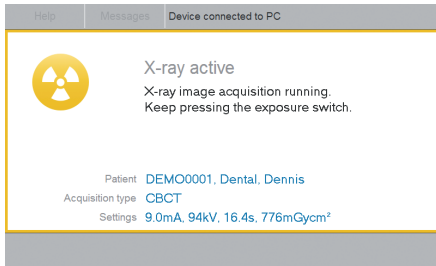 Help Messages Device connected to PC
X-ray active
X-ray image acquisition running.
Keep pressing the exposure switch.
Patient DEMO0001, Dental, Dennis
Acquisition type CBCT
Settings 9.0mA, 94kV, 16.4s, 776mGycm²